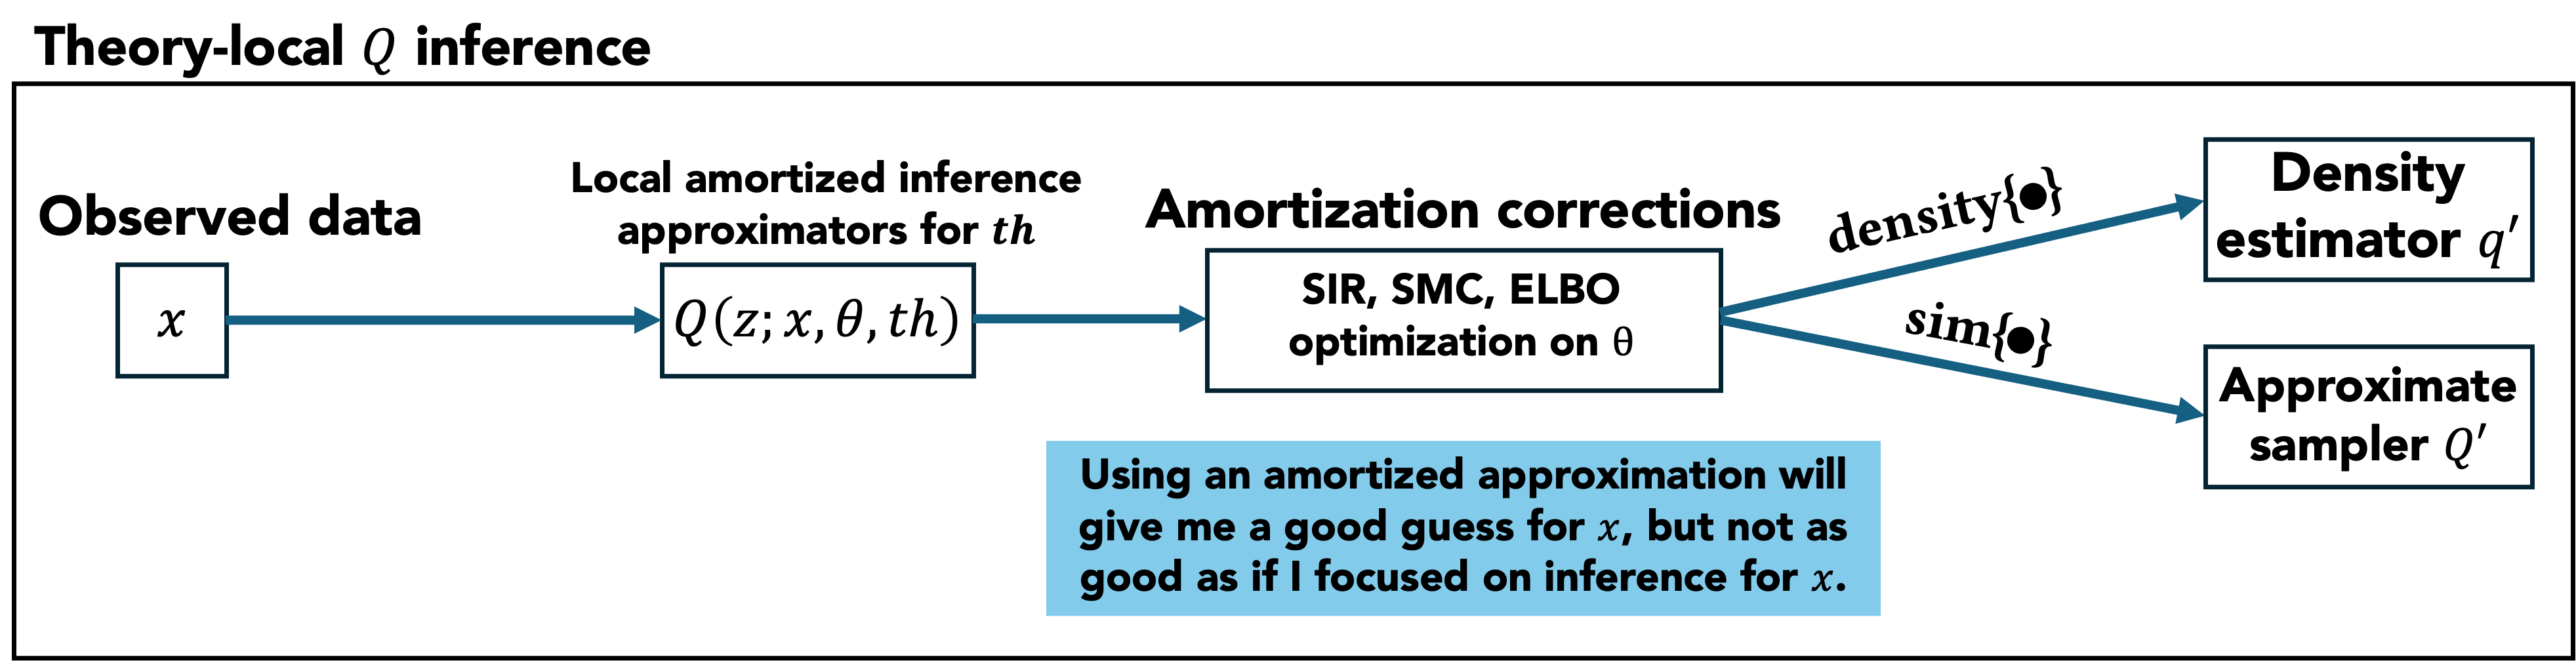 Theory-local Q inference
Observed data
x
Local amortized inference
approximators for th
Q(z; x, θ, th)
Amortization corrections
SIR, SMC, ELBO
optimization on θ
density{●}
sim{●}
Density
estimator q′
Approximate
sampler Q′
Using an amortized approximation will
give me a good guess for x, but not as
good as if I focused on inference for x.